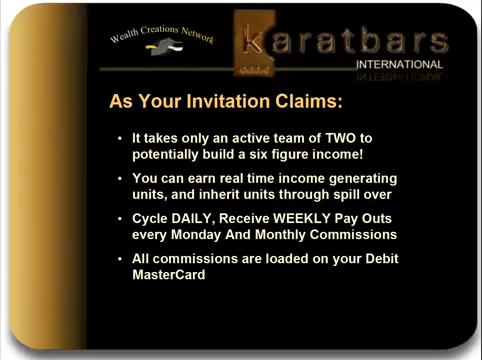 Wealth Creations Network
karatbars
INTERNATIONAL
As Your Invitation Claims:
• It takes only an active team of TWO to
potentially build a six figure income!
• You can earn real time income generating
units, and inherit units through spill over
• Cycle DAILY, Receive WEEKLY Pay Outs
every Monday And Monthly Commissions
• All commissions are loaded on your Debit
MasterCard